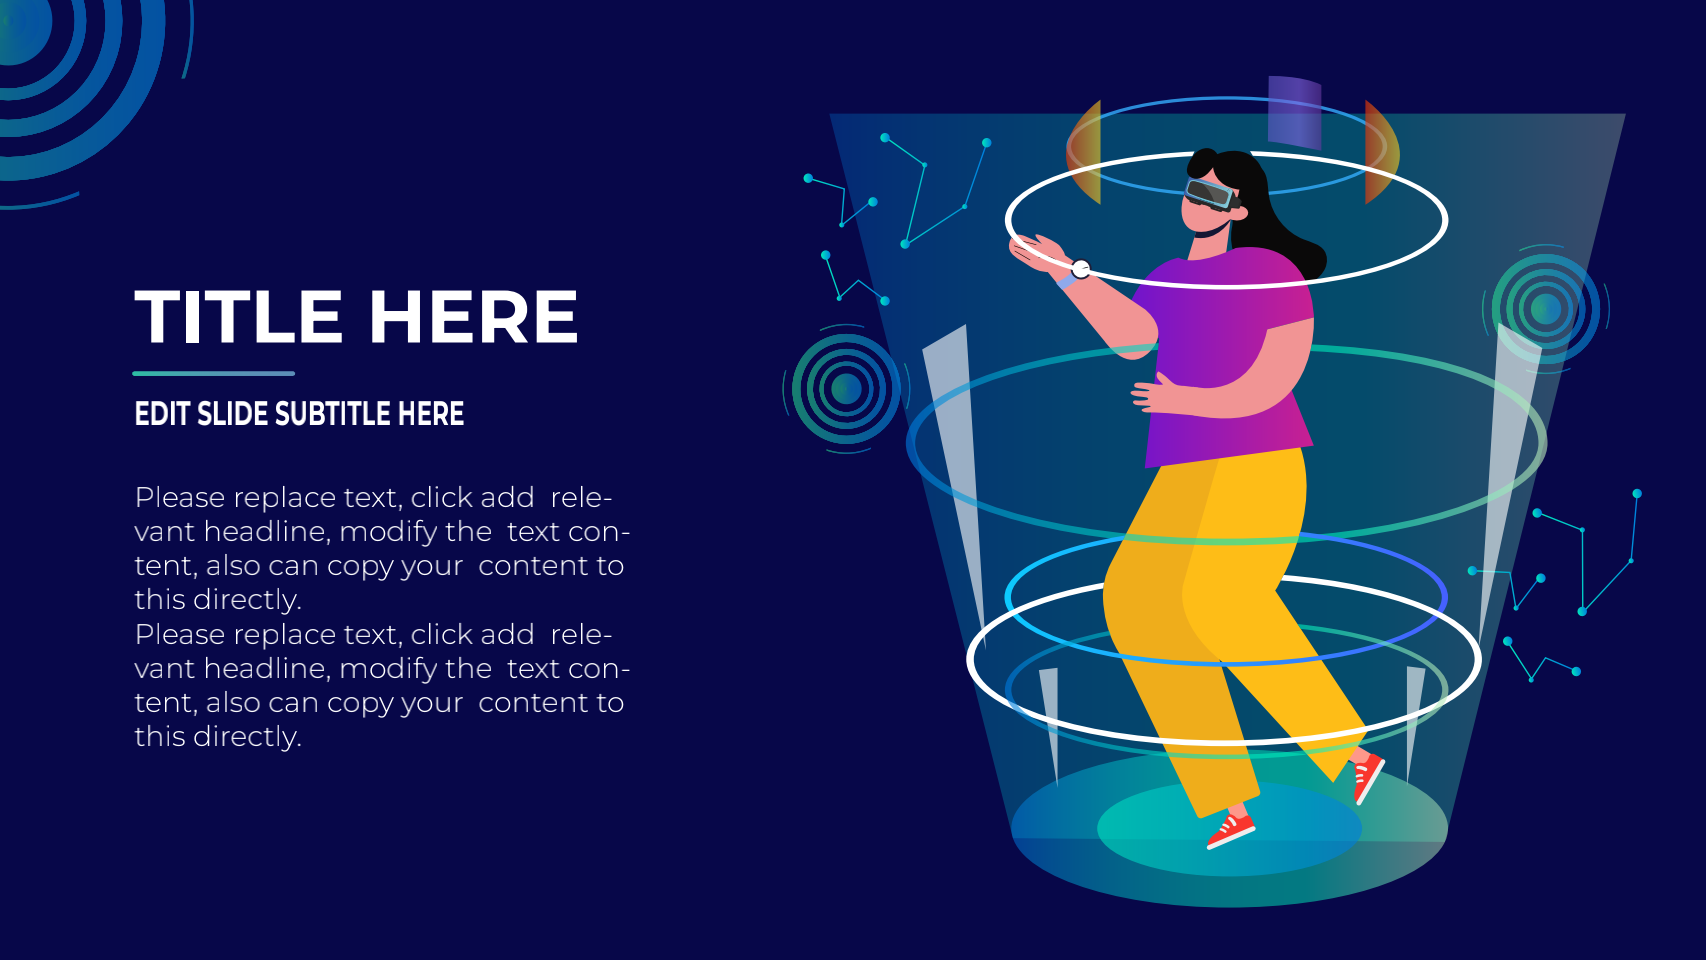 TITLE HERE
EDIT SLIDE SUBTITLE HERE
Please replace text, click add  rele-
vant headline, modify the  text con-
tent, also can copy your  content to
this directly.
Please replace text, click add  rele-
vant headline, modify the  text con-
tent, also can copy your  content to
this directly.